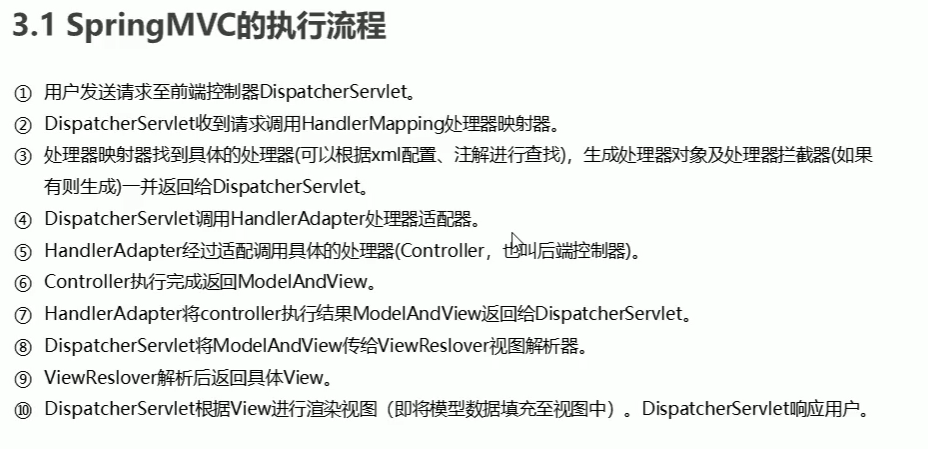 3.1 SpringMVC的执行流程
① 用户发送请求至前端控制器DispatcherServlet。
② DispatcherServlet收到请求调用HandlerMapping处理器映射器。
③ 处理器映射器找到具体的处理器(可以根据xml配置、注解进行查找)，生成处理器对象及处理器拦截器(如果
有则生成)一并返回给DispatcherServlet。
④ DispatcherServlet调用HandlerAdapter处理器适配器。
⑤ HandlerAdapter经过适配调用具体的处理器(Controller，也叫后端控制器)。
⑥ Controller执行完成返回ModelAndView。
⑦ HandlerAdapter将controller执行结果ModelAndView返回给DispatcherServlet。
⑧ DispatcherServlet将ModelAndView传给ViewReslover视图解析器。
⑨ ViewReslover解析后返回具体View。
⑩ DispatcherServlet根据View进行渲染视图（即将模型数据填充至视图中）。DispatcherServlet响应用户。